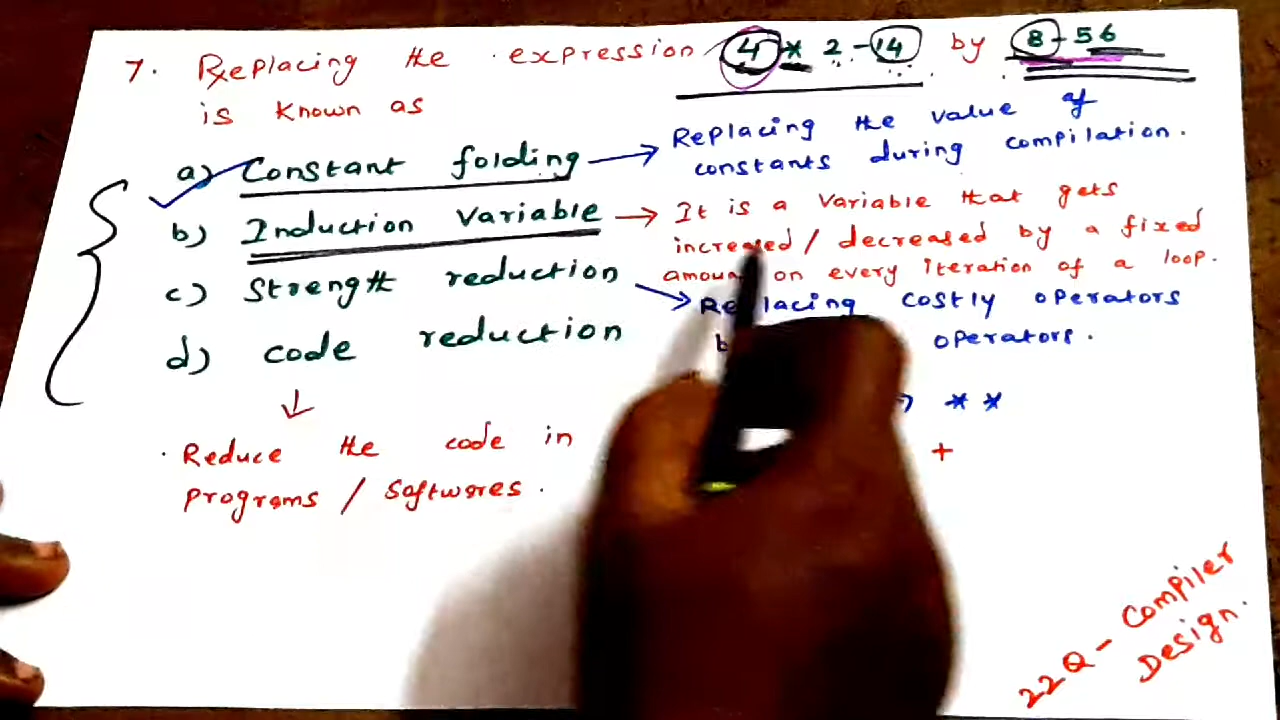 7. Replacing the expression 4 * 2 - 14 by 8 - 56
is known as
a) Constant folding → Replacing the value of
constants during compilation.
b) Induction Variable → It is a variable that gets
increased / decreased by a fixed
on every iteration of a loop.
c) Strength reduction → costly operators
operators.
d) code reduction
↓
* *
Reduce the code in
+
programs / softwares.
22Q - Compiler
Design.